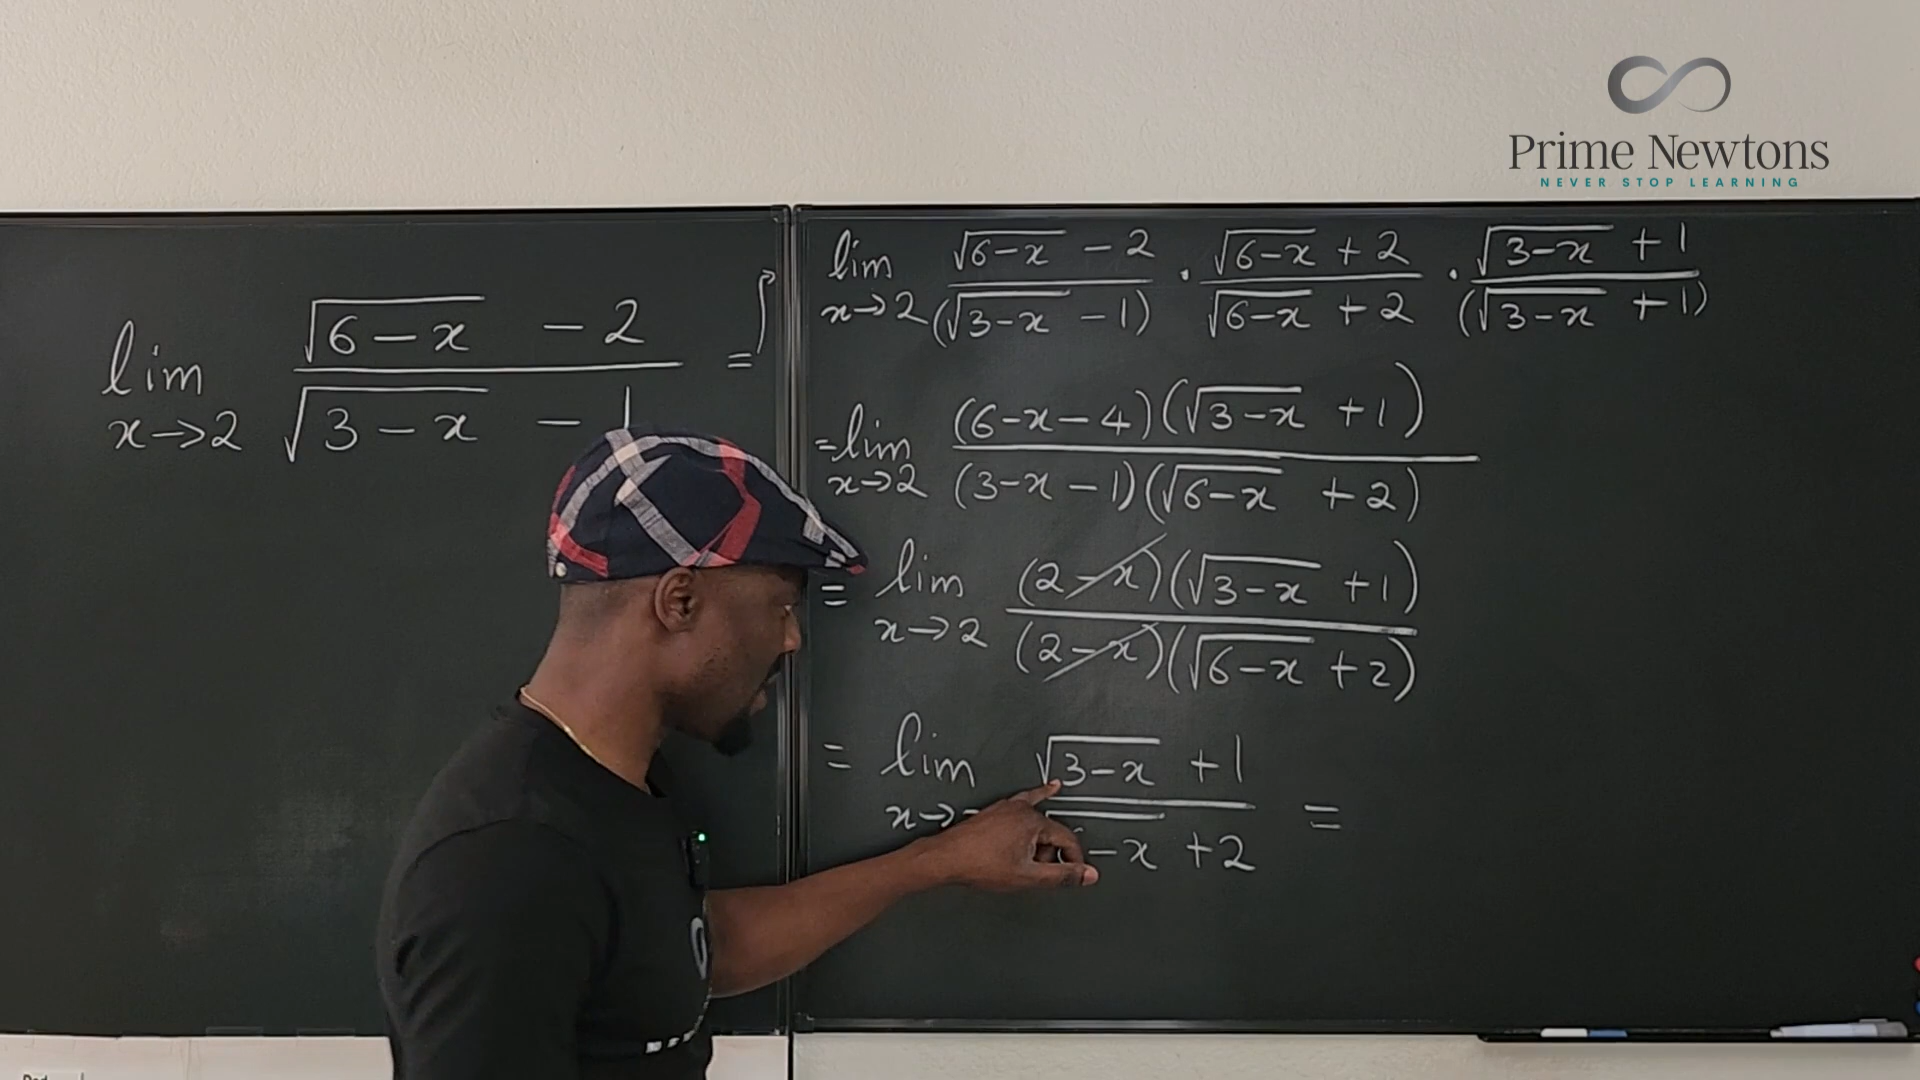 Prime Newtons
NEVER STOP LEARNING
lim x→2 (√(6-x) - 2)/(√(3-x) - 1) =
lim x→2 (√(6-x) - 2)/(√(3-x) - 1) · (√(6-x) + 2)/(√(6-x) + 2) · (√(3-x) + 1)/(√(3-x) + 1)
= lim x→2 (6-x-4)(√(3-x) + 1)/(3-x-1)(√(6-x) + 2)
= lim x→2 (2-x)(√(3-x) + 1)/(2-x)(√(6-x) + 2)
= lim x→ (√(3-x) + 1)/(-x + 2) =